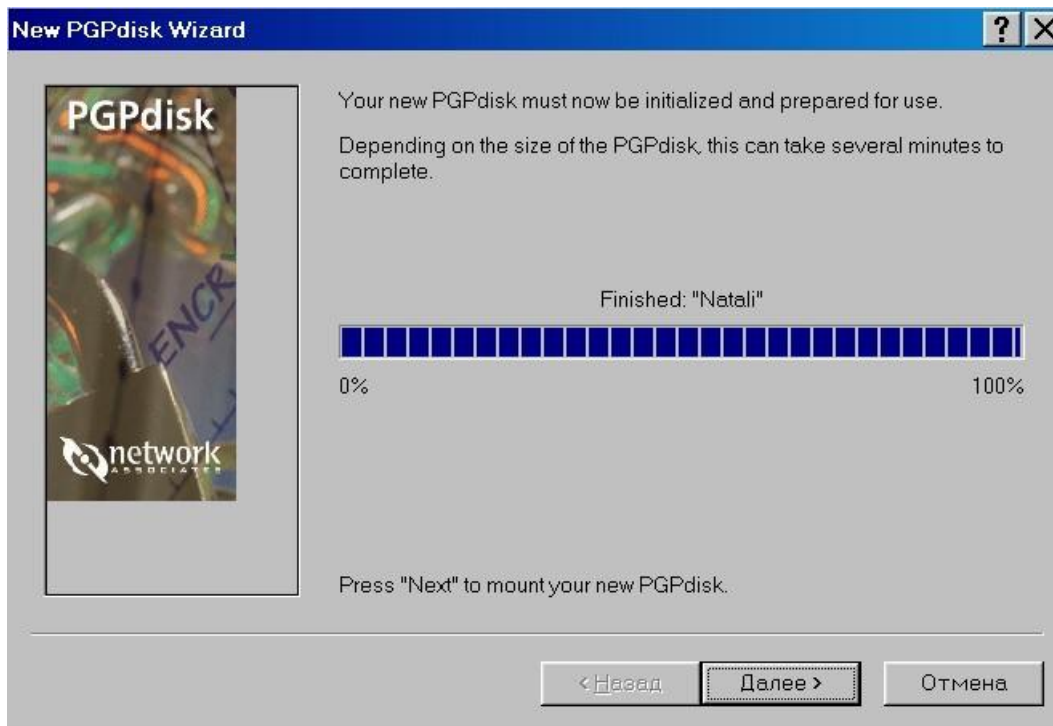 New PGPdisk Wizard
PGPdisk
ENCR
network
ASSOCIATES
Your new PGPdisk must now be initialized and prepared for use.
Depending on the size of the PGPdisk, this can take several minutes to
complete.
Finished: "Natali"
0% 100%
Press "Next" to mount your new PGPdisk.
< Назад Далее > Отмена